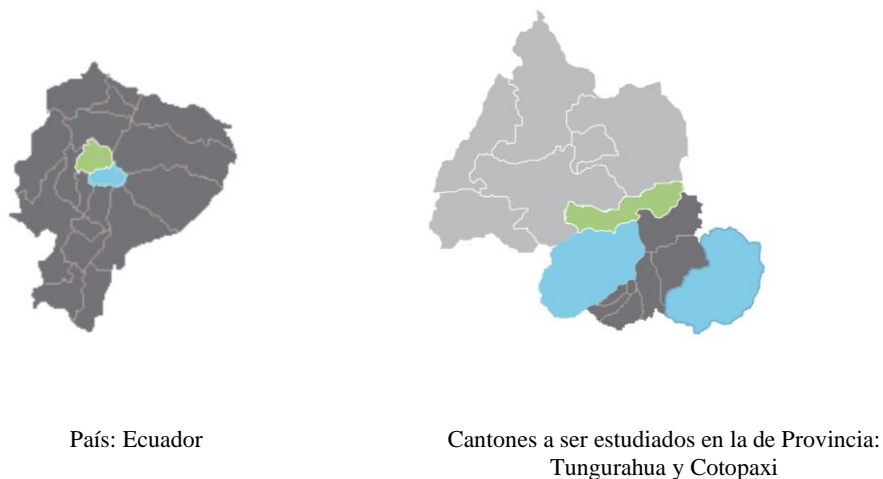 País: Ecuador
Cantones a ser estudiados en la de Provincia:
Tungurahua y Cotopaxi